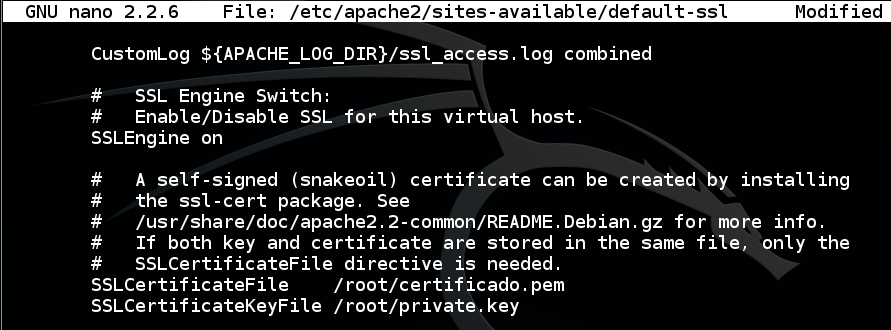 GNU nano 2.2.6    File: /etc/apache2/sites-available/default-ssl    Modified
CustomLog ${APACHE_LOG_DIR}/ssl_access.log combined
#   SSL Engine Switch:
#   Enable/Disable SSL for this virtual host.
SSLEngine on
#   A self-signed (snakeoil) certificate can be created by installing
#   the ssl-cert package. See
#   /usr/share/doc/apache2.2-common/README.Debian.gz for more info.
#   If both key and certificate are stored in the same file, only the
#   SSLCertificateFile directive is needed.
SSLCertificateFile    /root/certificado.pem
SSLCertificateKeyFile /root/private.key